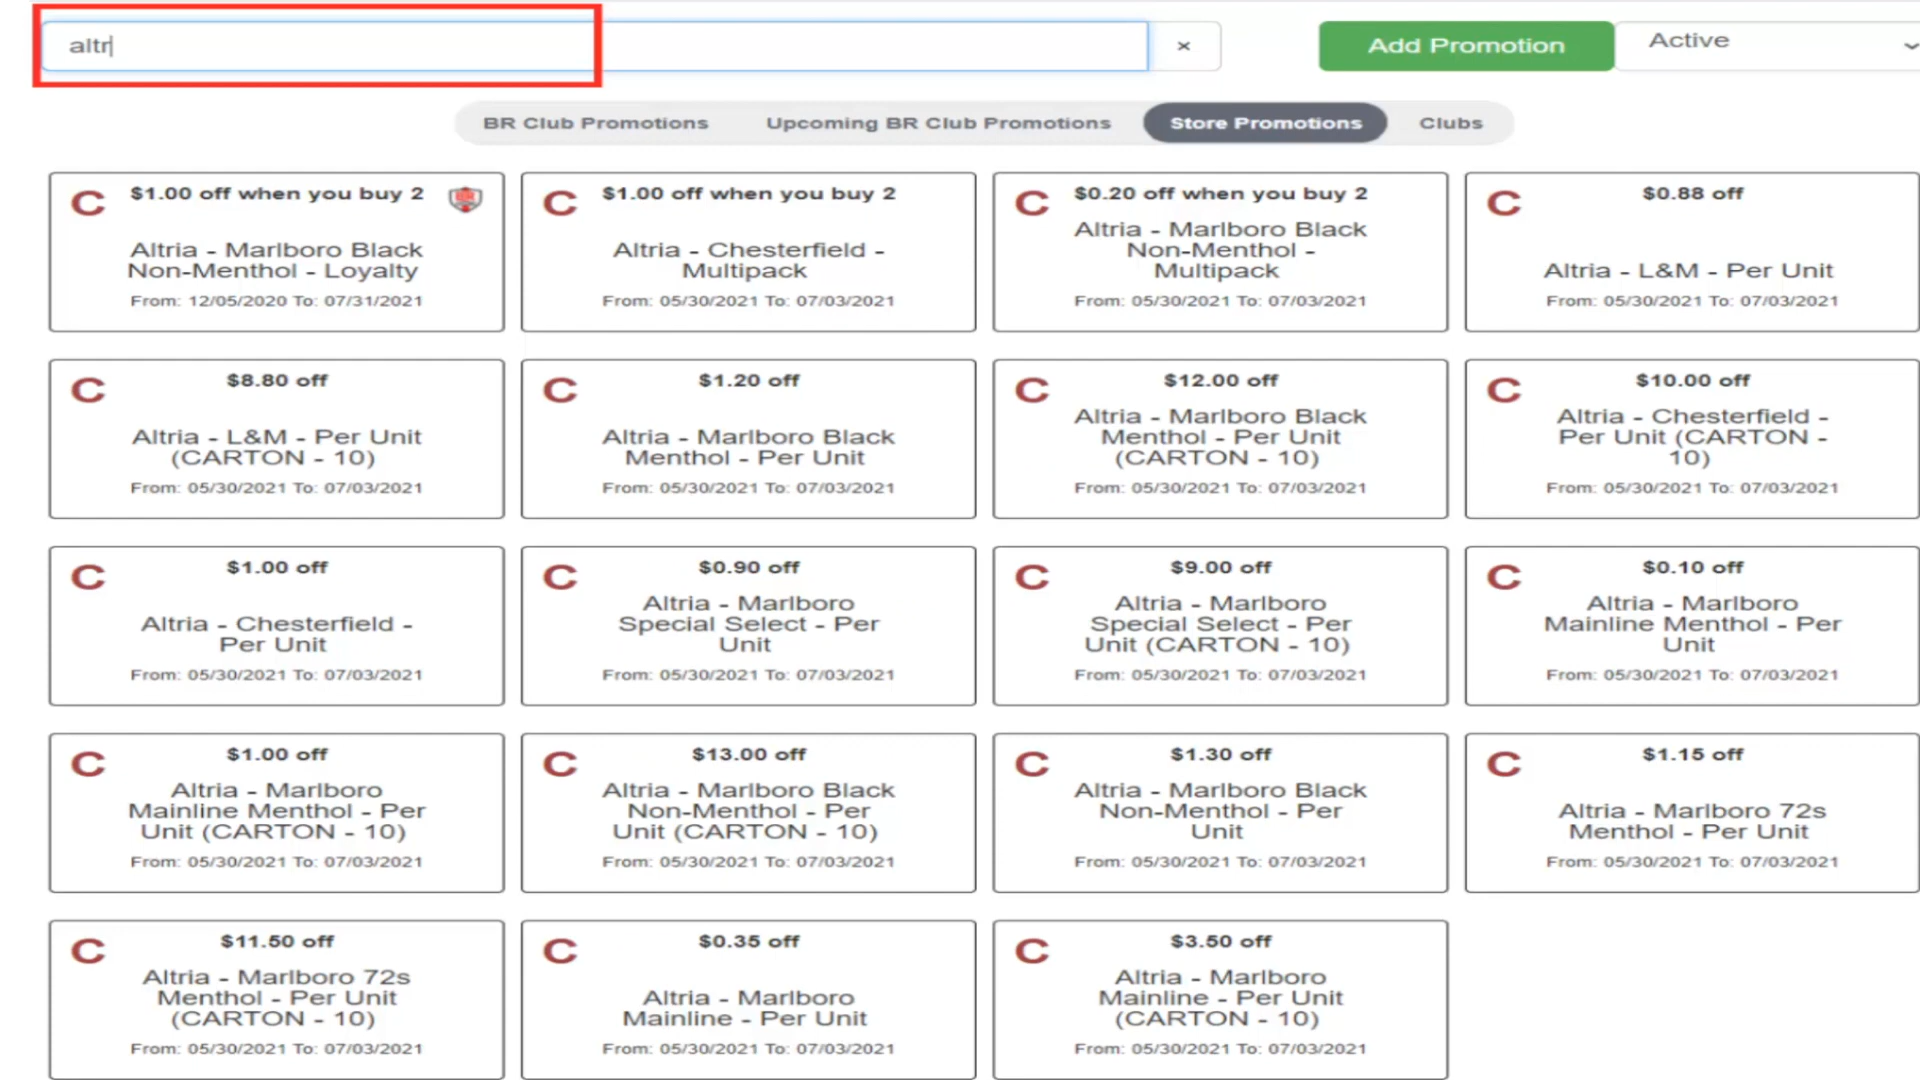 altr
×
Add Promotion
Active
BR Club Promotions
Upcoming BR Club Promotions
Store Promotions
Clubs
C
$1.00 off when you buy 2
BR
Altria - Marlboro Black
Non-Menthol - Loyalty
From: 12/05/2020 To: 07/31/2021
C
$1.00 off when you buy 2
Altria - Chesterfield -
Multipack
From: 05/30/2021 To: 07/03/2021
C
$0.20 off when you buy 2
Altria - Marlboro Black
Non-Menthol -
Multipack
From: 05/30/2021 To: 07/03/2021
C
$0.88 off
Altria - L&M - Per Unit
From: 05/30/2021 To: 07/03/2021
C
$8.80 off
Altria - L&M - Per Unit
(CARTON - 10)
From: 05/30/2021 To: 07/03/2021
C
$1.20 off
Altria - Marlboro Black
Menthol - Per Unit
From: 05/30/2021 To: 07/03/2021
C
$12.00 off
Altria - Marlboro Black
Menthol - Per Unit
(CARTON - 10)
From: 05/30/2021 To: 07/03/2021
C
$10.00 off
Altria - Chesterfield -
Per Unit (CARTON -
10)
From: 05/30/2021 To: 07/03/2021
C
$1.00 off
Altria - Chesterfield -
Per Unit
From: 05/30/2021 To: 07/03/2021
C
$0.90 off
Altria - Marlboro
Special Select - Per
Unit
From: 05/30/2021 To: 07/03/2021
C
$9.00 off
Altria - Marlboro
Special Select - Per
Unit (CARTON - 10)
From: 05/30/2021 To: 07/03/2021
C
$0.10 off
Altria - Marlboro
Mainline Menthol - Per
Unit
From: 05/30/2021 To: 07/03/2021
C
$1.00 off
Altria - Marlboro
Mainline Menthol - Per
Unit (CARTON - 10)
From: 05/30/2021 To: 07/03/2021
C
$13.00 off
Altria - Marlboro Black
Non-Menthol - Per
Unit (CARTON - 10)
From: 05/30/2021 To: 07/03/2021
C
$1.30 off
Altria - Marlboro Black
Non-Menthol - Per
Unit
From: 05/30/2021 To: 07/03/2021
C
$1.15 off
Altria - Marlboro 72s
Menthol - Per Unit
From: 05/30/2021 To: 07/03/2021
C
$11.50 off
Altria - Marlboro 72s
Menthol - Per Unit
(CARTON - 10)
From: 05/30/2021 To: 07/03/2021
C
$0.35 off
Altria - Marlboro
Mainline - Per Unit
From: 05/30/2021 To: 07/03/2021
C
$3.50 off
Altria - Marlboro
Mainline - Per Unit
(CARTON - 10)
From: 05/30/2021 To: 07/03/2021